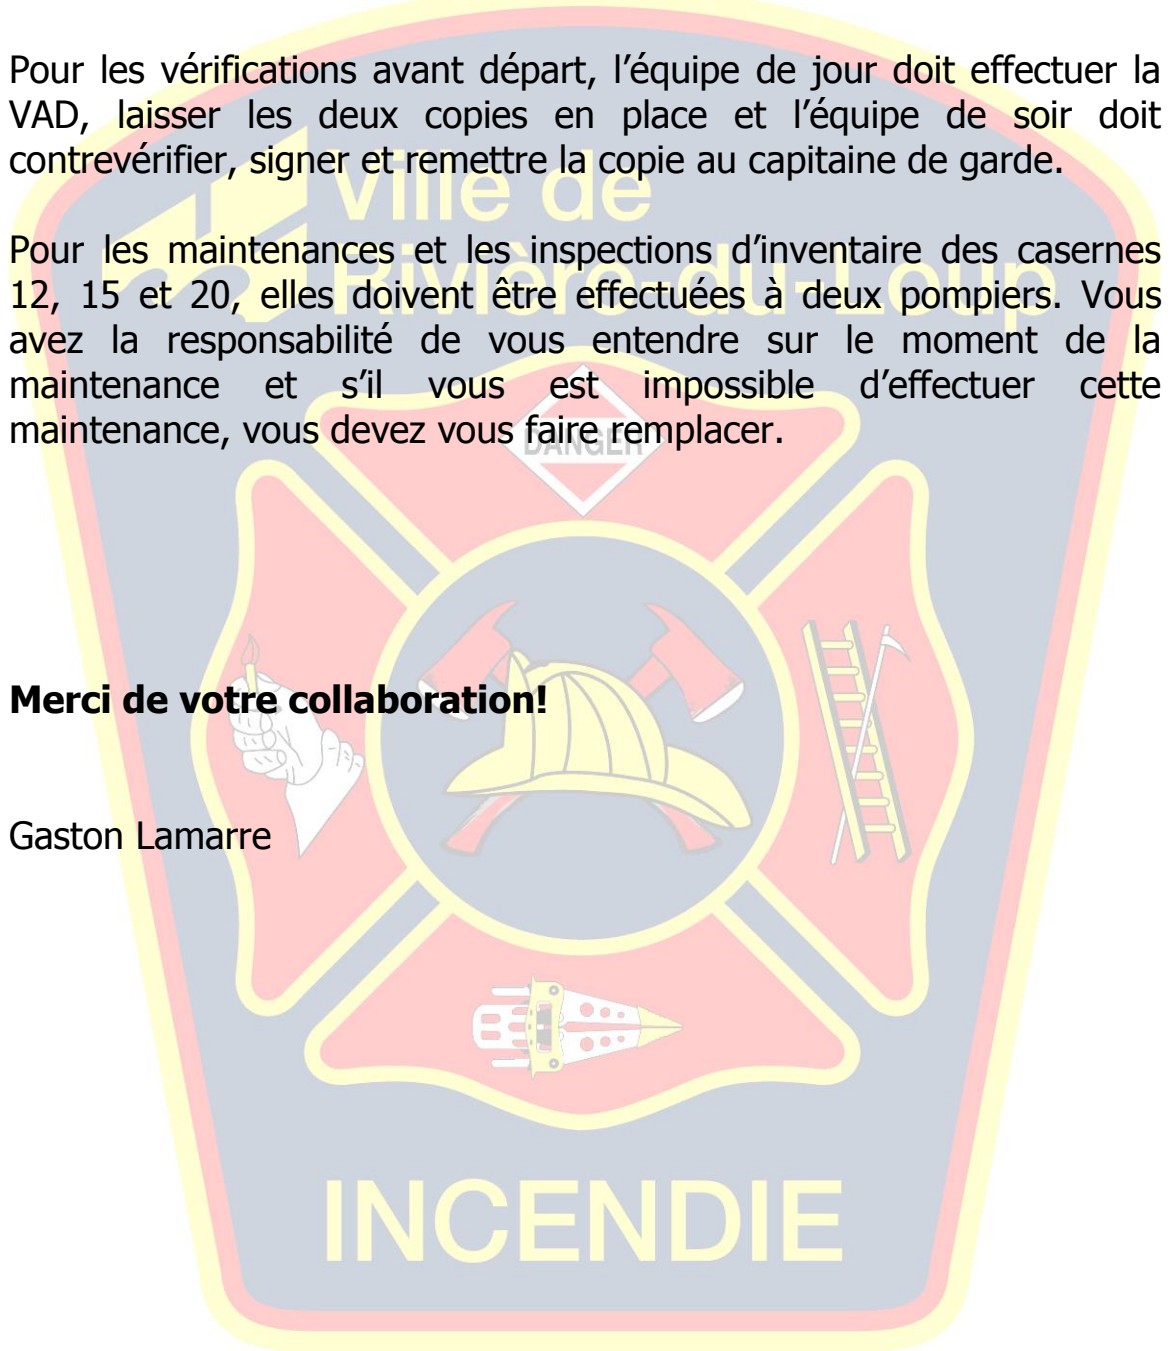 Pour les vérifications avant départ, l’équipe de jour doit effectuer la
VAD, laisser les deux copies en place et l’équipe de soir doit
contrevérifier, signer et remettre la copie au capitaine de garde.
Ville de
Rivière-du-Loup
Pour les maintenances et les inspections d’inventaire des casernes
12, 15 et 20, elles doivent être effectuées à deux pompiers. Vous
avez la responsabilité de vous entendre sur le moment de la
maintenance et s’il vous est impossible d’effectuer cette
maintenance, vous devez vous faire remplacer.
DANGER
Merci de votre collaboration!
Gaston Lamarre
INCENDIE